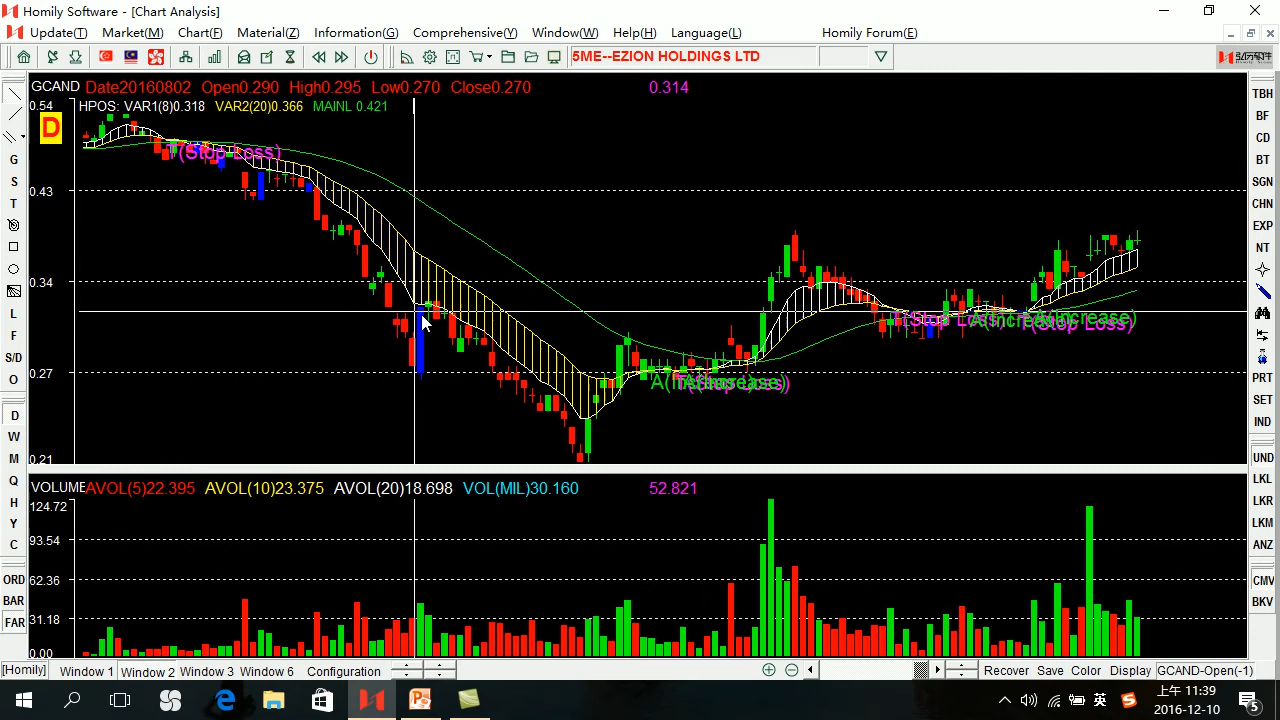 Homily Software - [Chart Analysis]
Update(T) Market(M) Chart(F) Material(Z) Information(G) Comprehensive(Y) Window(W) Help(H) Language(L) Homily Forum(E)
5ME--EZION HOLDINGS LTD
GCAND Date20160802 Open0.290 High0.295 Low0.270 Close0.270 0.314
0.54 HPOS: VAR1(8)0.318 VAR2(20)0.366 MAINL 0.421
D
T(Stop Loss)
0.43
0.34
0.27
0.21
VOLUME AVOL(5)22.395 AVOL(10)23.375 AVOL(20)18.698 VOL(MIL)30.160 52.821
124.72
93.54
62.36
31.18
0.00
G
S
T
L
F
S/D
O
D
W
M
Q
H
Y
C
ORD
BAR
FAR
TBH
BF
CD
BT
SGN
CHN
EXP
NT
PRT
SET
IND
UND
LKL
LKR
LKM
ANZ
CMV
BKV
[Homily] Window 1 Window 2 Window 3 Window 6 Configuration Recover Save Color Display GCAND-Open(-1)
英 上午 11:39
2016-12-10 5